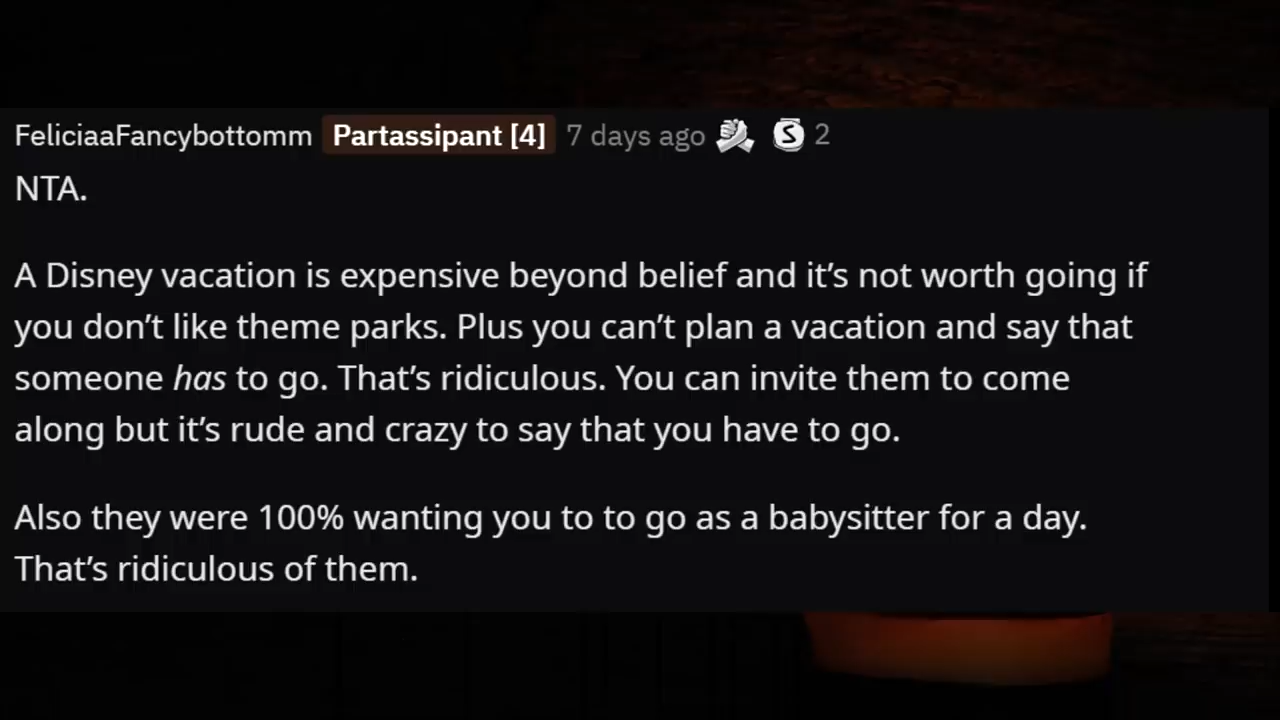 FeliciaaFancybottomm Partassipant [4] 7 days ago S 2
NTA.
A Disney vacation is expensive beyond belief and it’s not worth going if
you don’t like theme parks. Plus you can’t plan a vacation and say that
someone has to go. That’s ridiculous. You can invite them to come
along but it’s rude and crazy to say that you have to go.
Also they were 100% wanting you to to go as a babysitter for a day.
That’s ridiculous of them.